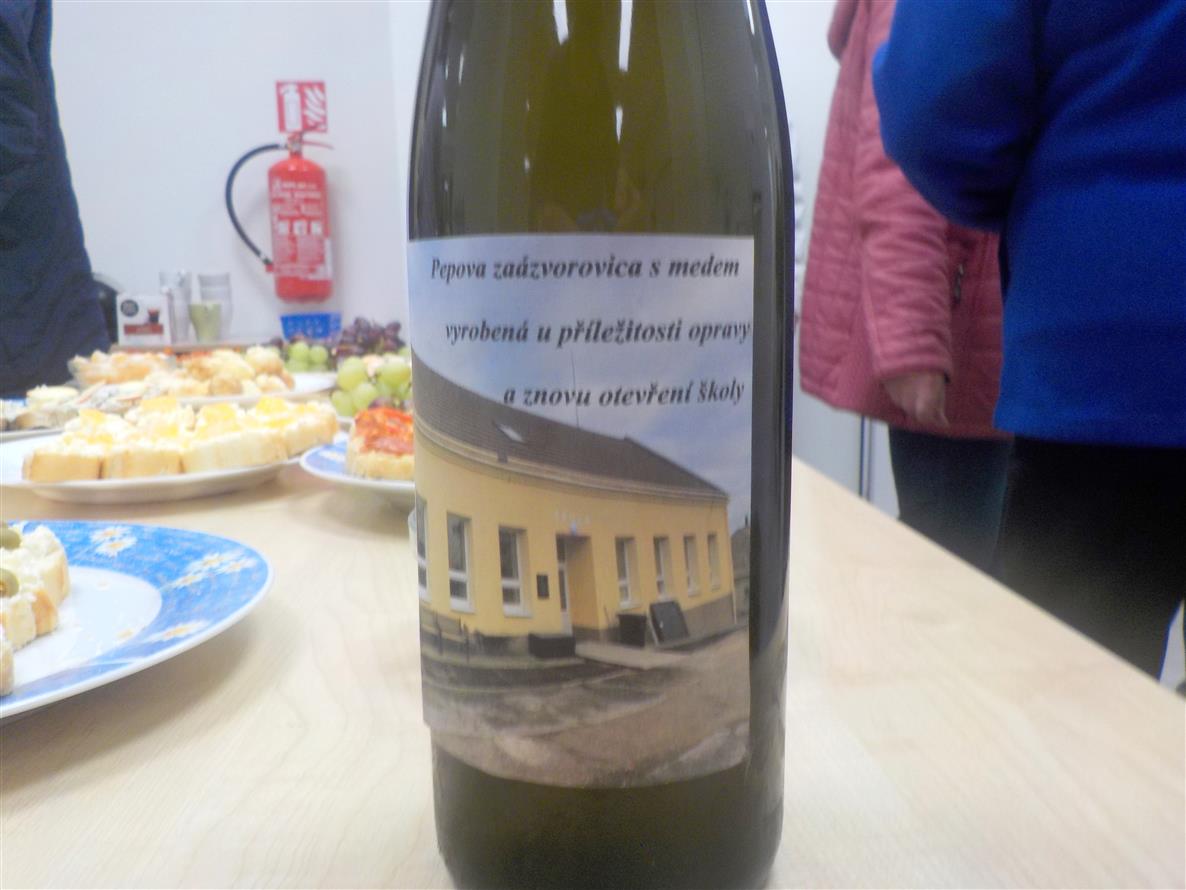 Pepova zaázvorovica s medem
vyrobená u příležitosti opravy
a znovu otevření školy